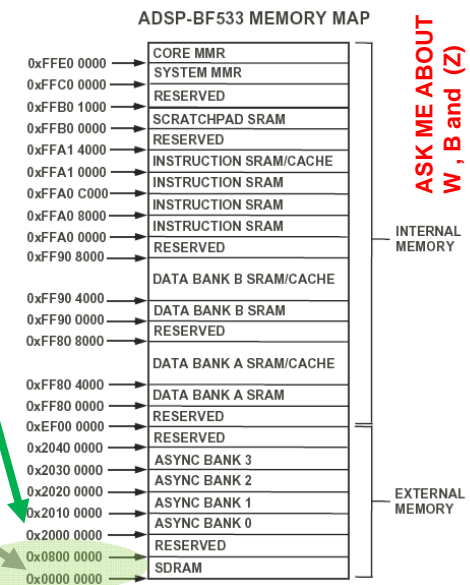 ADSP-BF533 MEMORY MAP
ASK ME ABOUT
W , B and (Z)
CORE MMR
0xFFE0 0000
SYSTEM MMR
0xFFC0 0000
RESERVED
0xFFB0 1000
SCRATCHPAD SRAM
0xFFB0 0000
RESERVED
0xFFA1 4000
INSTRUCTION SRAM/CACHE
0xFFA1 0000
INSTRUCTION SRAM
0xFFA0 C000
INSTRUCTION SRAM
0xFFA0 8000
INSTRUCTION SRAM
0xFFA0 0000
RESERVED
0xFF90 8000
DATA BANK B SRAM/CACHE
0xFF90 4000
DATA BANK B SRAM
0xFF90 0000
RESERVED
0xFF80 8000
DATA BANK A SRAM/CACHE
0xFF80 4000
DATA BANK A SRAM
0xFF80 0000
RESERVED
0xEF00 0000
RESERVED
0x2040 0000
ASYNC BANK 3
0x2030 0000
ASYNC BANK 2
0x2020 0000
ASYNC BANK 1
0x2010 0000
ASYNC BANK 0
0x2000 0000
RESERVED
0x0800 0000
SDRAM
0x0000 0000
INTERNAL
MEMORY
EXTERNAL
MEMORY